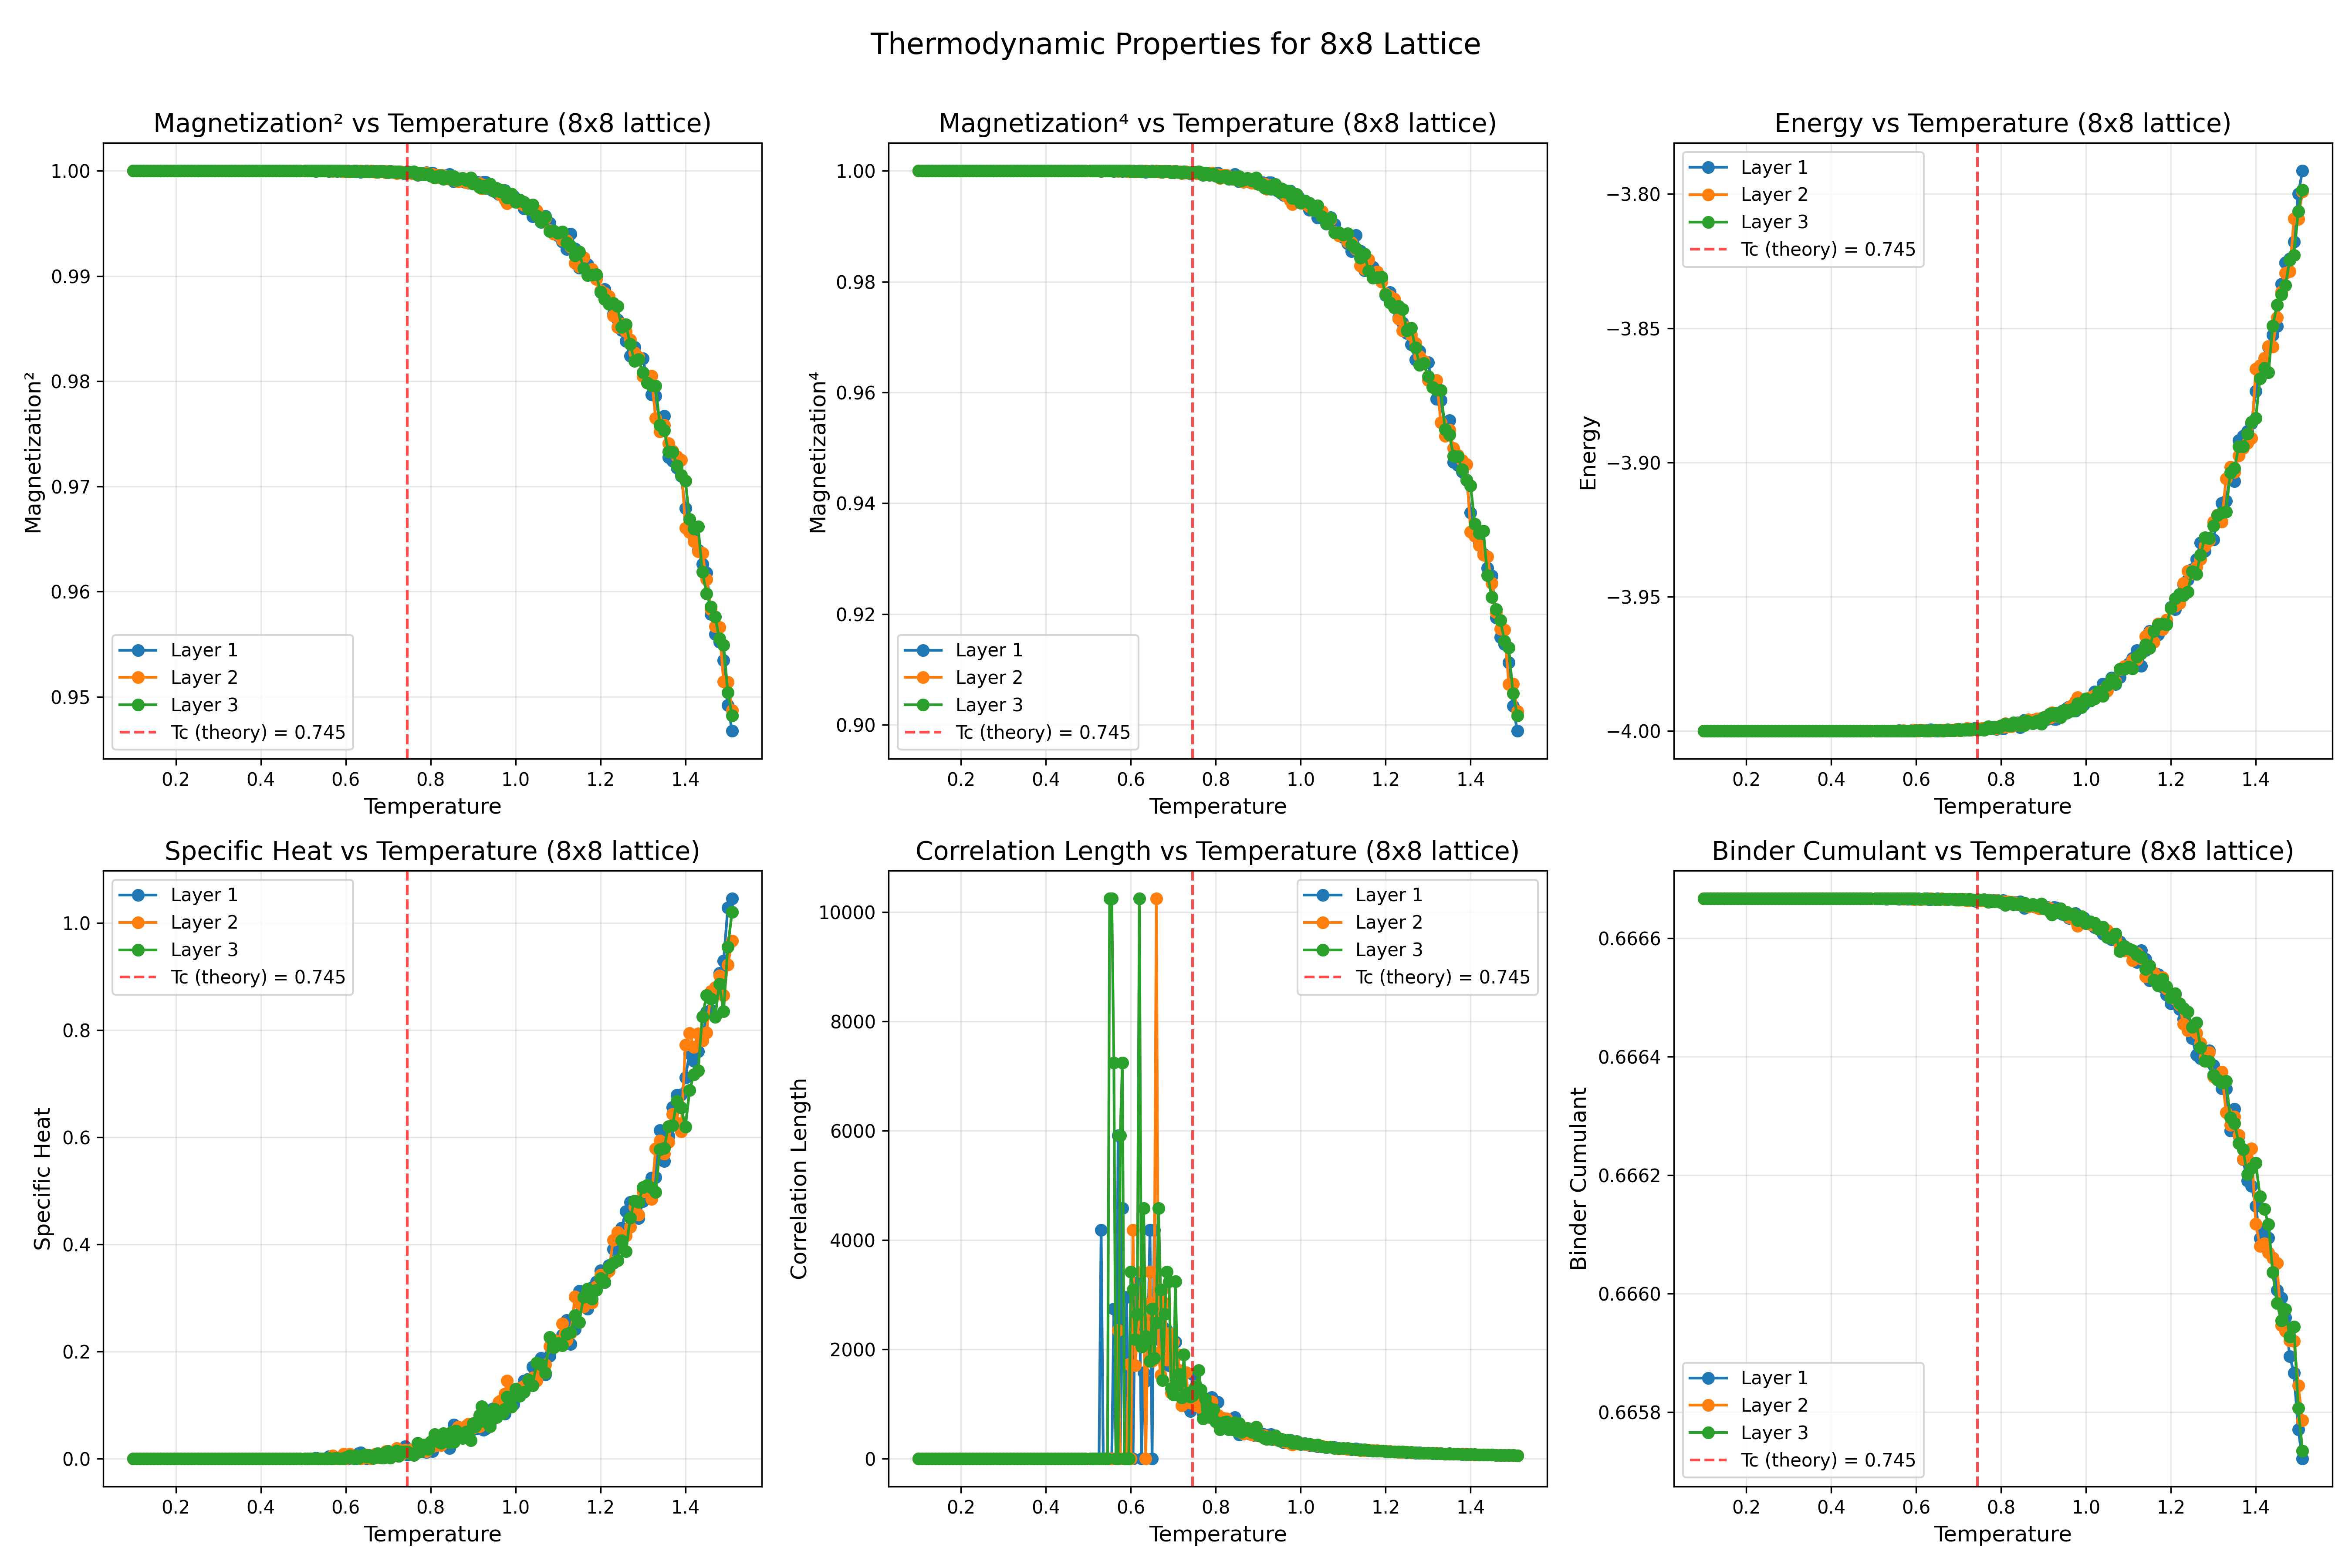 Thermodynamic Properties for 8x8 Lattice
Magnetization² vs Temperature (8x8 lattice)
Magnetization²
1.00
0.99
0.98
0.97
0.96
0.95
Layer 1
Layer 2
Layer 3
Tc (theory) = 0.745
0.2 0.4 0.6 0.8 1.0 1.2 1.4
Temperature
Magnetization⁴ vs Temperature (8x8 lattice)
Magnetization⁴
1.00
0.98
0.96
0.94
0.92
0.90
Layer 1
Layer 2
Layer 3
Tc (theory) = 0.745
0.2 0.4 0.6 0.8 1.0 1.2 1.4
Temperature
Energy vs Temperature (8x8 lattice)
Energy
Layer 1
Layer 2
Layer 3
Tc (theory) = 0.745
−3.80
−3.85
−3.90
−3.95
−4.00
0.2 0.4 0.6 0.8 1.0 1.2 1.4
Temperature
Specific Heat vs Temperature (8x8 lattice)
Specific Heat
Layer 1
Layer 2
Layer 3
Tc (theory) = 0.745
1.0
0.8
0.6
0.4
0.2
0.0
0.2 0.4 0.6 0.8 1.0 1.2 1.4
Temperature
Correlation Length vs Temperature (8x8 lattice)
Correlation Length
Layer 1
Layer 2
Layer 3
Tc (theory) = 0.745
10000
8000
6000
4000
2000
0
0.2 0.4 0.6 0.8 1.0 1.2 1.4
Temperature
Binder Cumulant vs Temperature (8x8 lattice)
Binder Cumulant
0.6666
0.6664
0.6662
0.6660
0.6658
Layer 1
Layer 2
Layer 3
Tc (theory) = 0.745
0.2 0.4 0.6 0.8 1.0 1.2 1.4
Temperature